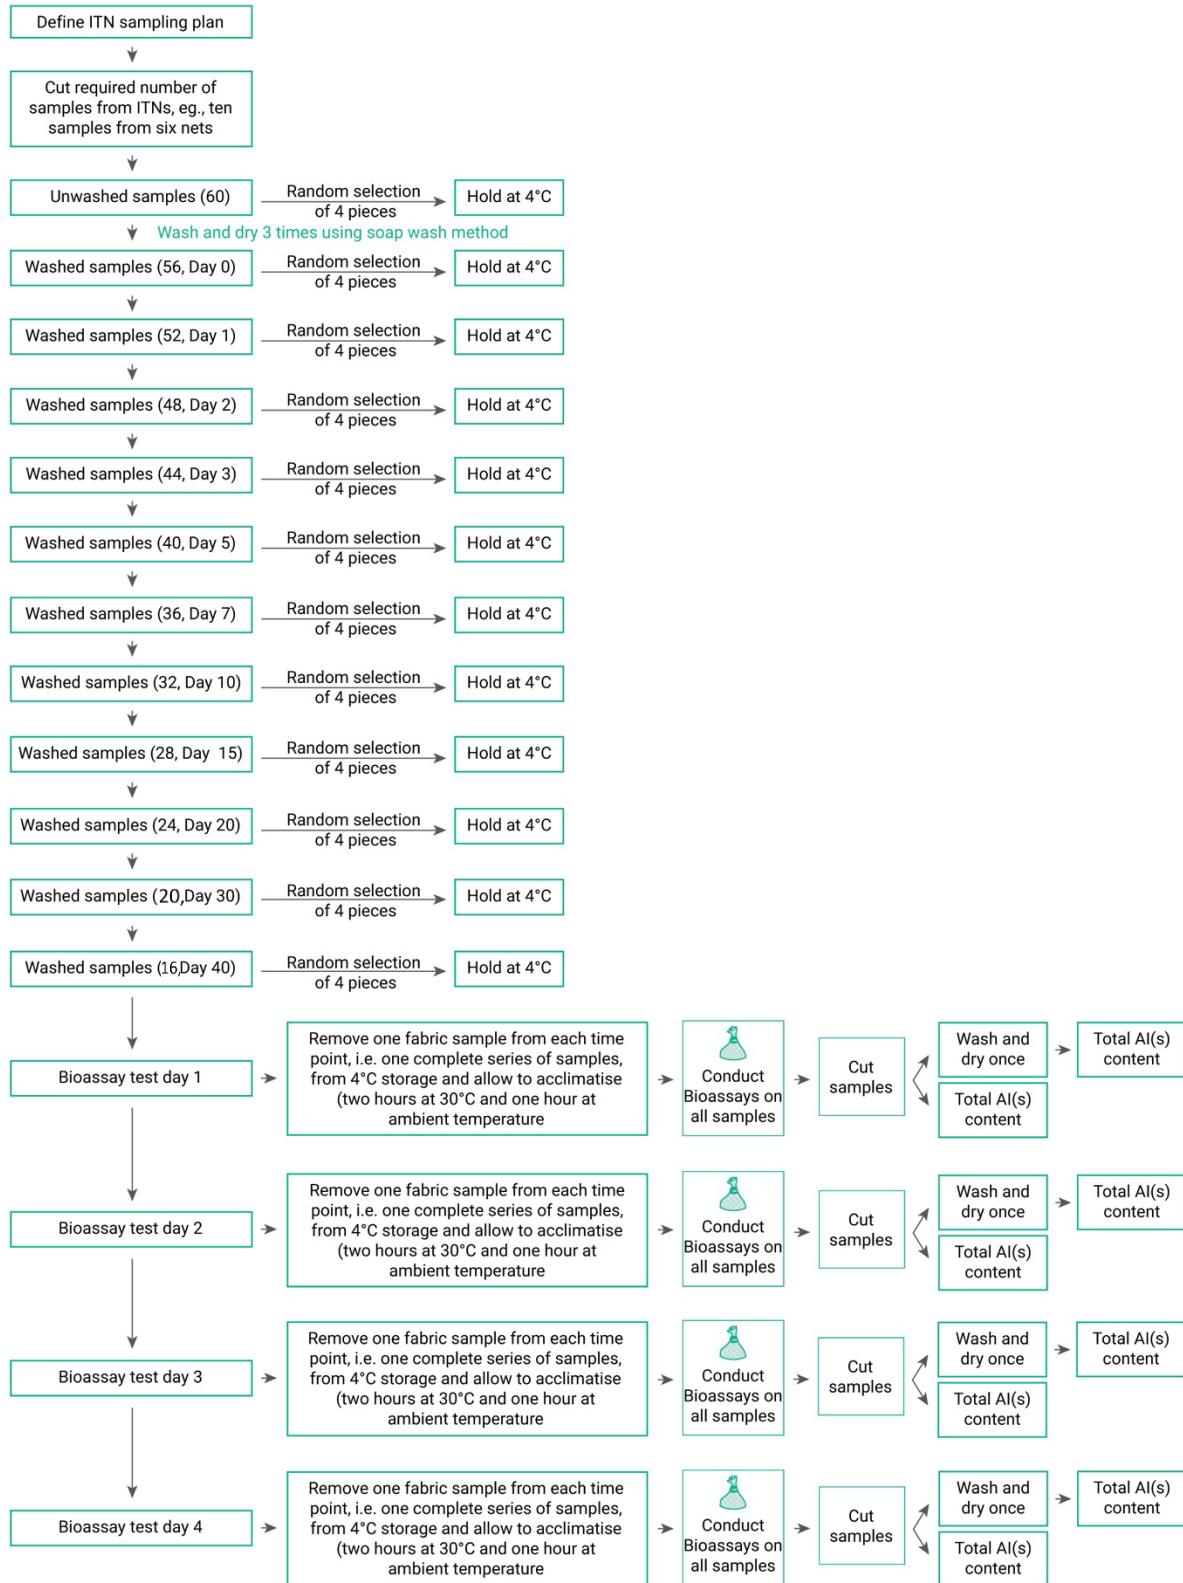 Define ITN sampling plan
Cut required number of
samples from ITNs, eg., ten
samples from six nets
Unwashed samples (60)
Random selection
of 4 pieces
Hold at 4°C
Wash and dry 3 times using soap wash method
Washed samples (56, Day 0)
Random selection
of 4 pieces
Hold at 4°C
Washed samples (52, Day 1)
Random selection
of 4 pieces
Hold at 4°C
Washed samples (48, Day 2)
Random selection
of 4 pieces
Hold at 4°C
Washed samples (44, Day 3)
Random selection
of 4 pieces
Hold at 4°C
Washed samples (40, Day 5)
Random selection
of 4 pieces
Hold at 4°C
Washed samples (36, Day 7)
Random selection
of 4 pieces
Hold at 4°C
Washed samples (32, Day 10)
Random selection
of 4 pieces
Hold at 4°C
Washed samples (28, Day 15)
Random selection
of 4 pieces
Hold at 4°C
Washed samples (24, Day 20)
Random selection
of 4 pieces
Hold at 4°C
Washed samples (20,Day 30)
Random selection
of 4 pieces
Hold at 4°C
Washed samples (16,Day 40)
Random selection
of 4 pieces
Hold at 4°C
Bioassay test day 1
Remove one fabric sample from each time
point, i.e. one complete series of samples,
from 4°C storage and allow to acclimatise
(two hours at 30°C and one hour at
ambient temperature
Conduct
Bioassays on
all samples
Cut
samples
Wash and
dry once
Total AI(s)
content
Total AI(s)
content
Bioassay test day 2
Remove one fabric sample from each time
point, i.e. one complete series of samples,
from 4°C storage and allow to acclimatise
(two hours at 30°C and one hour at
ambient temperature
Conduct
Bioassays on
all samples
Cut
samples
Wash and
dry once
Total AI(s)
content
Total AI(s)
content
Bioassay test day 3
Remove one fabric sample from each time
point, i.e. one complete series of samples,
from 4°C storage and allow to acclimatise
(two hours at 30°C and one hour at
ambient temperature
Conduct
Bioassays on
all samples
Cut
samples
Wash and
dry once
Total AI(s)
content
Total AI(s)
content
Bioassay test day 4
Remove one fabric sample from each time
point, i.e. one complete series of samples,
from 4°C storage and allow to acclimatise
(two hours at 30°C and one hour at
ambient temperature
Conduct
Bioassays on
all samples
Cut
samples
Wash and
dry once
Total AI(s)
content
Total AI(s)
content